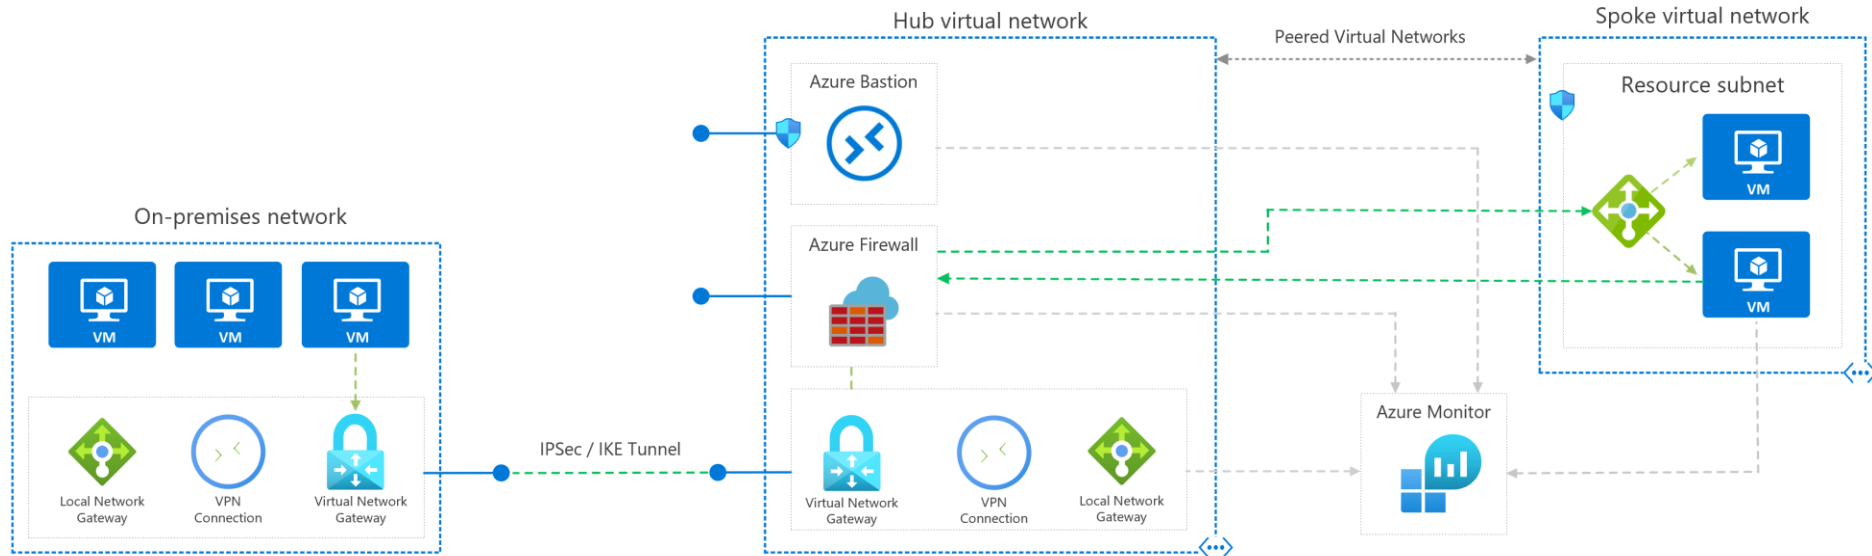 Hub virtual network
Spoke virtual network
Peered Virtual Networks
Azure Bastion
Resource subnet
VM
On-premises network
Azure Firewall
VM
VM
VM
VM
Azure Monitor
IPSec / IKE Tunnel
Local Network
Gateway
VPN
Connection
Virtual Network
Gateway
Virtual Network
Gateway
VPN
Connection
Local Network
Gateway